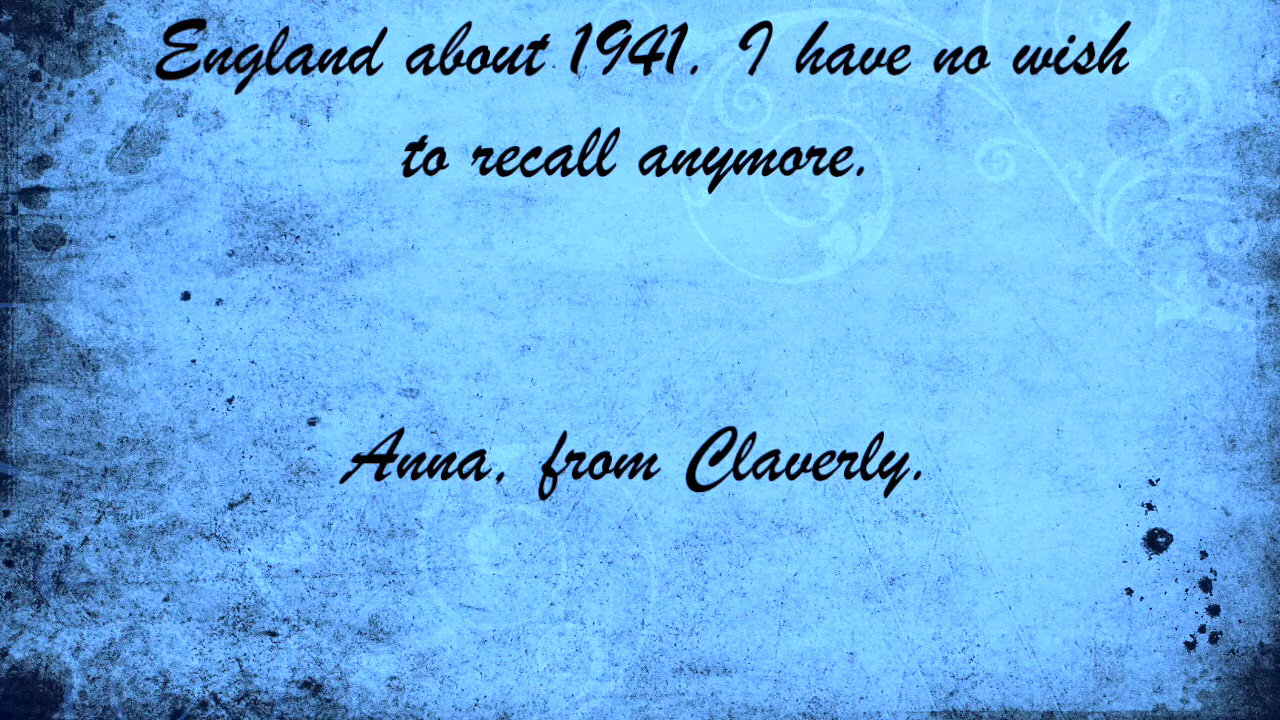 England about 1941. I have no wish
to recall anymore.
Anna, from Claverly.